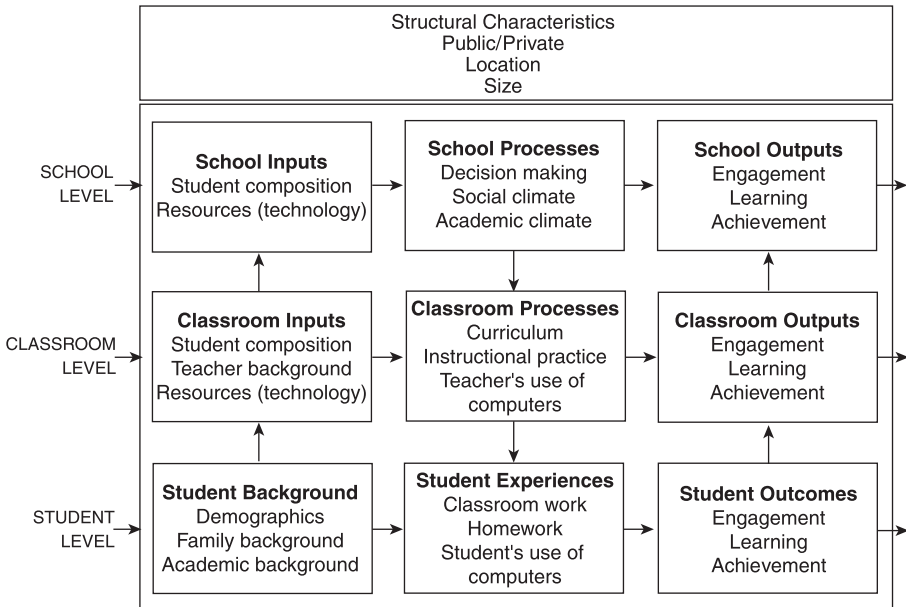 Structural Characteristics
Public/Private
Location
Size
SCHOOL
LEVEL
School Inputs
Student composition
Resources (technology)
School Processes
Decision making
Social climate
Academic climate
School Outputs
Engagement
Learning
Achievement
CLASSROOM
LEVEL
Classroom Inputs
Student composition
Teacher background
Resources (technology)
Classroom Processes
Curriculum
Instructional practice
Teacher's use of
computers
Classroom Outputs
Engagement
Learning
Achievement
STUDENT
LEVEL
Student Background
Demographics
Family background
Academic background
Student Experiences
Classroom work
Homework
Student's use of
computers
Student Outcomes
Engagement
Learning
Achievement